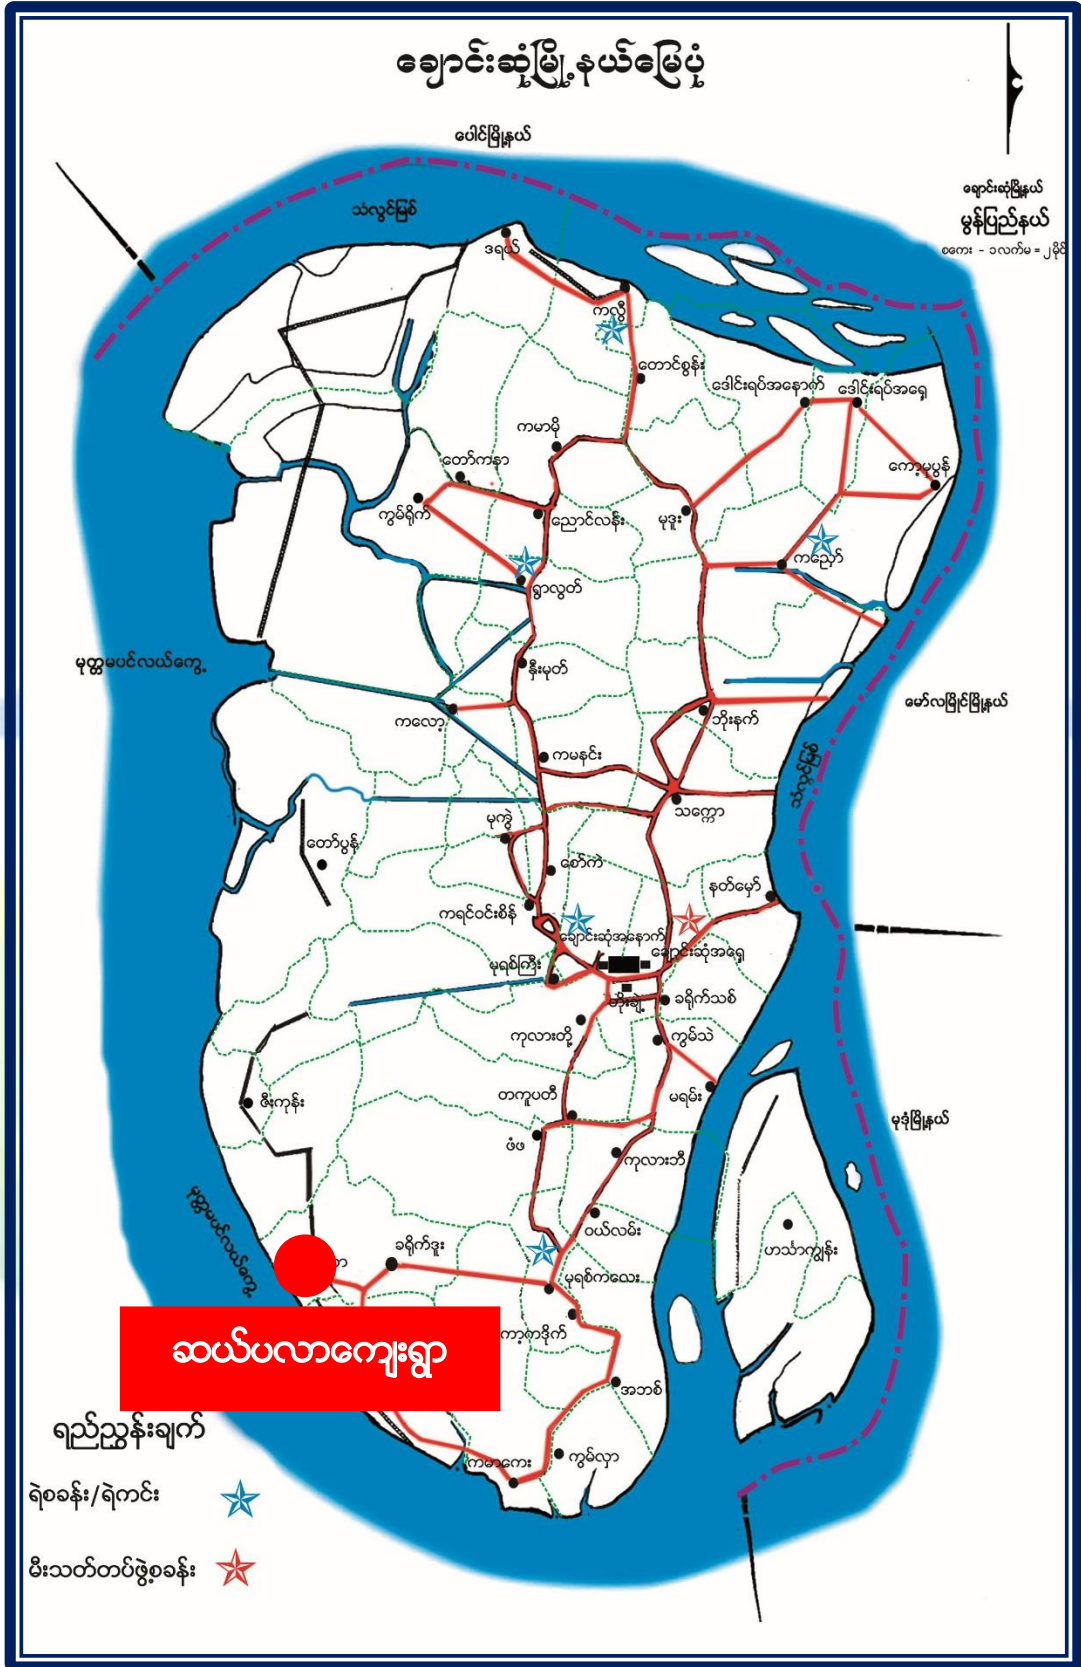 ချောင်းဆုံမြို့နယ်မြေပုံ
ပေါင်မြို့နယ်
ချောင်းဆုံမြို့နယ်
မွန်ပြည်နယ်
စကေး - ၁လက်မ = ၂မိုင်
သံလွင်မြစ်
ဒရယ်
ကလွီ
တောင်စွန်း
ဒေါင်းရပ်အနောက်
ဒေါင်းရပ်အရှေ့
ကမာမို
တော်ကနာ
ကော့မုပွန်
ကွမ်ရိုက်
ညောင်လန်း
မုဒူး
ကညှော်
ရွာလွတ်
မုတ္တမပင်လယ်ကွေ့
နှီးမုတ်
မော်လမြိုင်မြို့နယ်
ကလော့
ဘိုးနက်
ကမနင်း
သံလွင်မြစ်
သက္ကော
မုကွဲ
တော်ပွန်
စော်ကဲ
နတ်မှော်
ကရင်ဝင်းစိန်
ချောင်းဆုံအနောက်
ချောင်းဆုံအရှေ့
မုရစ်ကြီး
ဘိုးချဲ့
ခရိုက်သစ်
ကုလားတို့
ကွမ်သဲ
တကူပတီ
မရမ်း
ဇီးကုန်း
မုဒုံမြို့နယ်
ဖံဖ
ကုလားဘီ
မုတ္တမပင်လယ်ကွေ့
ဝယ်လမ်း
ခရိုက်ဒူး
ဟင်္သာကျွန်း
မုရစ်ကလေး
ဆယ်ပလာကျေးရွာ
အဘစ်
ရည်ညွှန်းချက်
ကမာကေး
ကွမ်လှာ
ရဲစခန်း/ရဲကင်း
မီးသတ်တပ်ဖွဲ့စခန်း